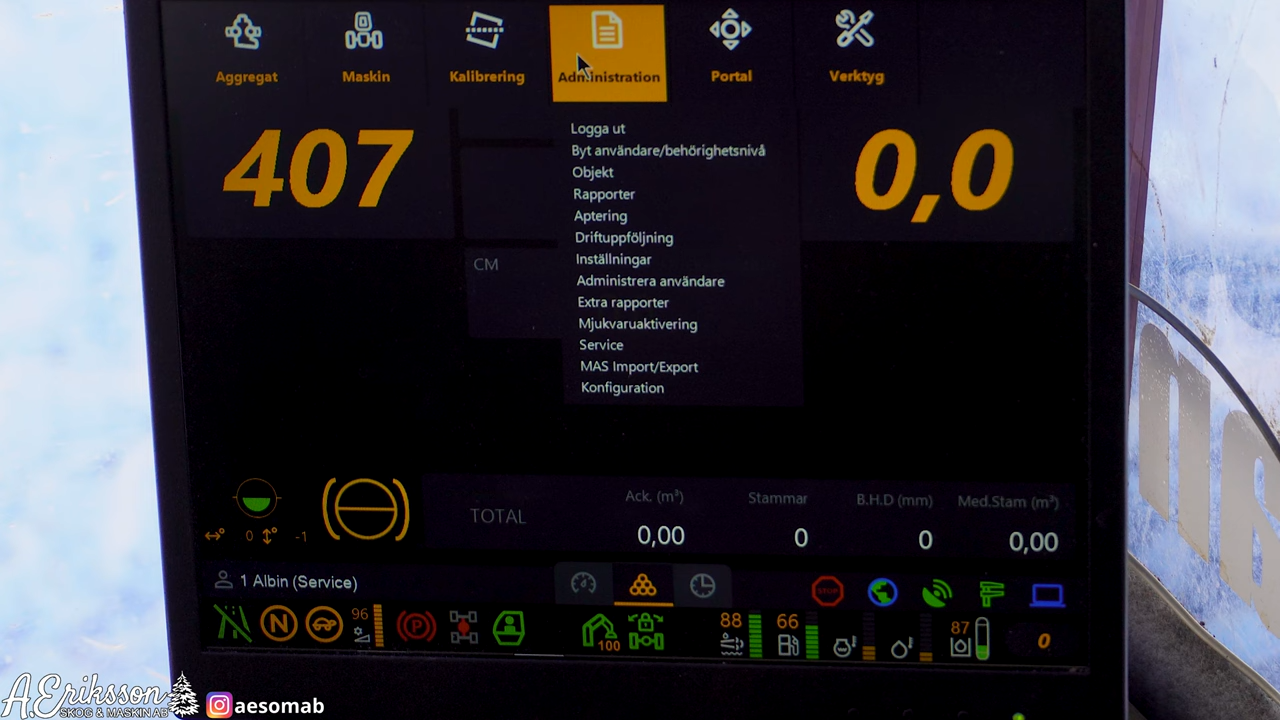 Aggregat
Maskin
Kalibrering
Administration
Portal
Verktyg
407
0,0
Logga ut
Byt användare/behörighetsnivå
Objekt
Rapporter
Aptering
Driftuppföljning
Inställningar
Administrera användare
Extra rapporter
Mjukvaruaktivering
Service
MAS Import/Export
Konfiguration
CM
0
-1
TOTAL
Ack. (m³)
Stammar
B.H.D (mm)
Med.Stam (m³)
0,00
0
0
0,00
1 Albin (Service)
STOP
N
96
P
100
88
66
87
0
A.Eriksson
SKOG & MASKIN AB
aesomab